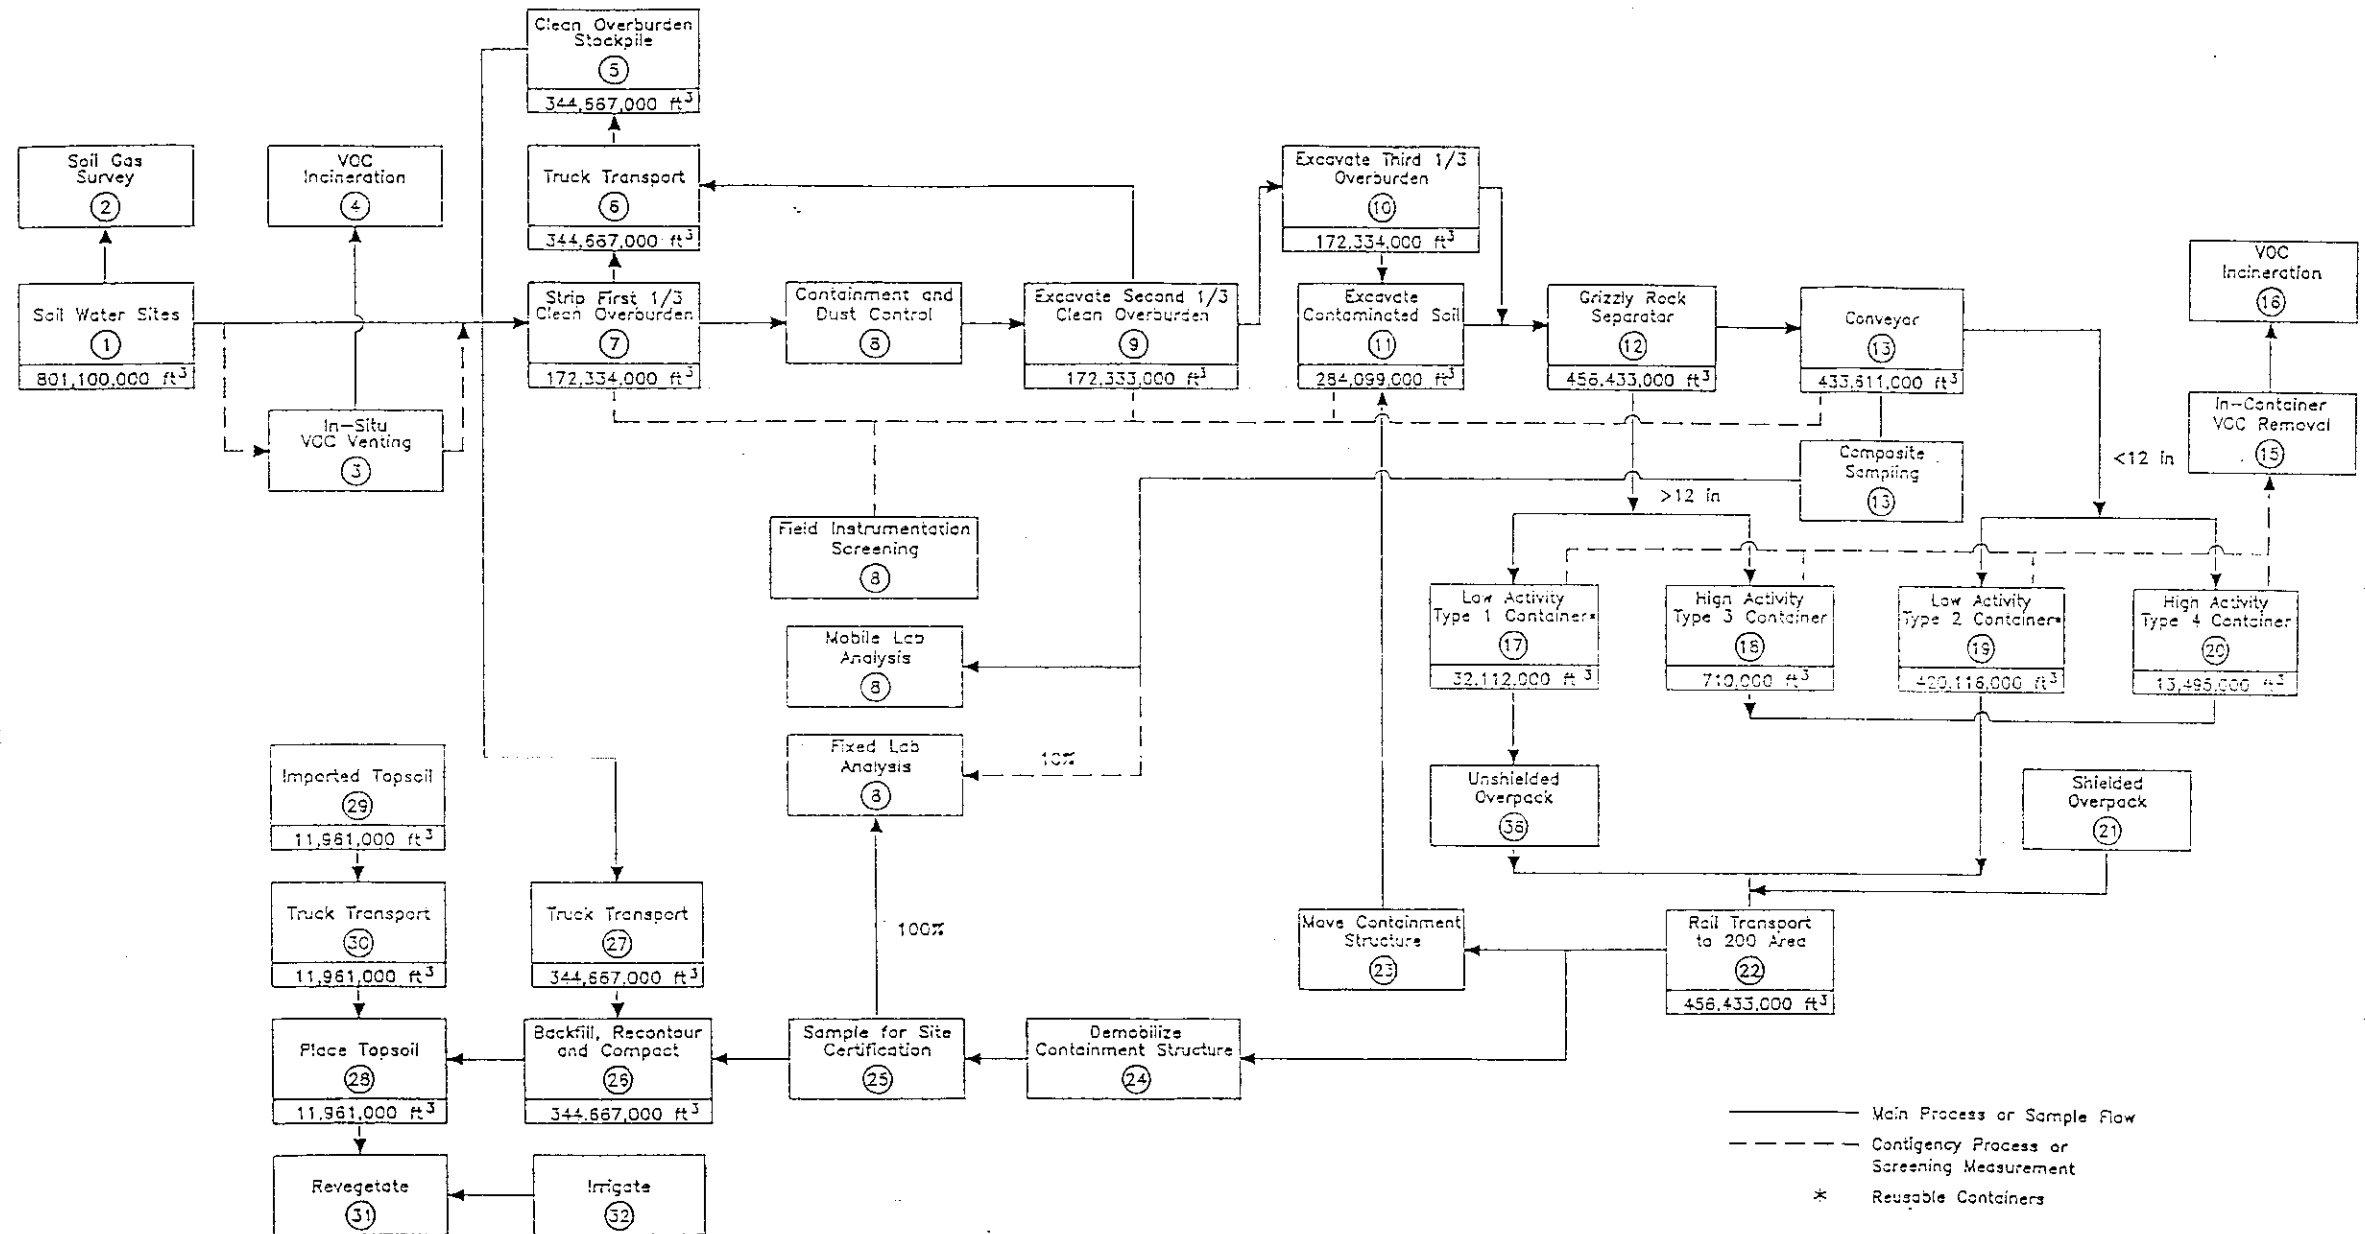 Clean Overburden
Stockpile
5
344,667,000 ft³
Soil Gas
Survey
2
VOC
Incineration
4
Truck Transport
6
344,667,000 ft³
Excavate Third 1/3
Overburden
10
172,334,000 ft³
VOC
Incineration
16
Soil Water Sites
1
801,100,000 ft³
Strip First 1/3
Clean Overburden
7
172,334,000 ft³
Containment and
Dust Control
8
Excavate Second 1/3
Clean Overburden
9
172,333,000 ft³
Excavate
Contaminated Soil
11
284,099,000 ft³
Grizzly Rock
Separator
12
456,433,000 ft³
Conveyor
13
433,611,000 ft³
In-Situ
VOC Venting
3
In-Container
VOC Removal
15
Composite
Sampling
13
<12 in
>12 in
Field Instrumentation
Screening
8
Low Activity
Type 1 Container*
17
32,112,000 ft³
High Activity
Type 3 Container
18
710,000 ft³
Low Activity
Type 2 Container*
19
420,116,000 ft³
High Activity
Type 4 Container
20
13,495,000 ft³
Mobile Lab
Analysis
8
Fixed Lab
Analysis
8
10%
Imported Topsoil
29
11,961,000 ft³
Unshielded
Overpack
36
Shielded
Overpack
21
Truck Transport
30
11,961,000 ft³
Truck Transport
27
344,667,000 ft³
100%
Move Containment
Structure
23
Rail Transport
to 200 Area
22
456,433,000 ft³
Place Topsoil
28
11,961,000 ft³
Backfill, Recontour
and Compact
26
344,667,000 ft³
Sample for Site
Certification
25
Demobilize
Containment Structure
24
Revegetate
31
Irrigate
32
Main Process or Sample Flow
Contigency Process or
Screening Measurement
* Reusable Containers